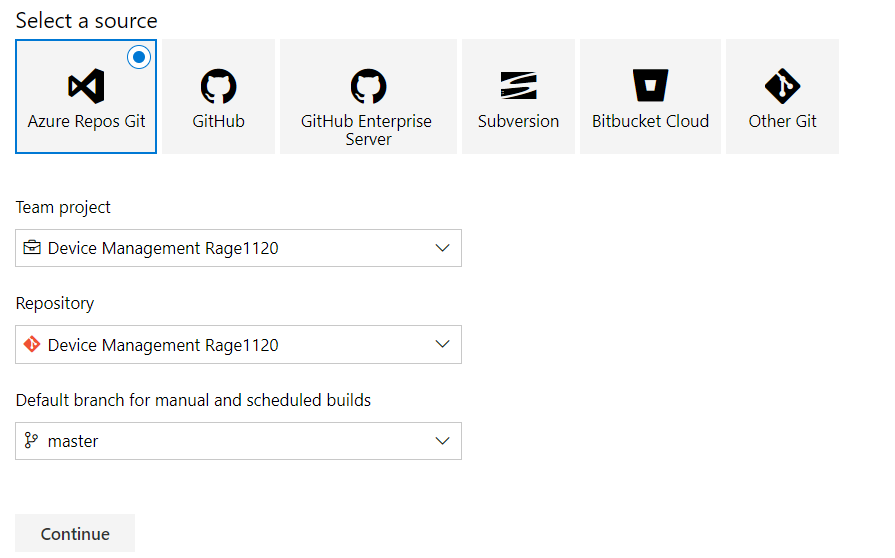 Select a source
Azure Repos Git
GitHub
GitHub Enterprise
Server
Subversion
Bitbucket Cloud
Other Git
Team project
Device Management Rage1120
Repository
Device Management Rage1120
Default branch for manual and scheduled builds
master
Continue